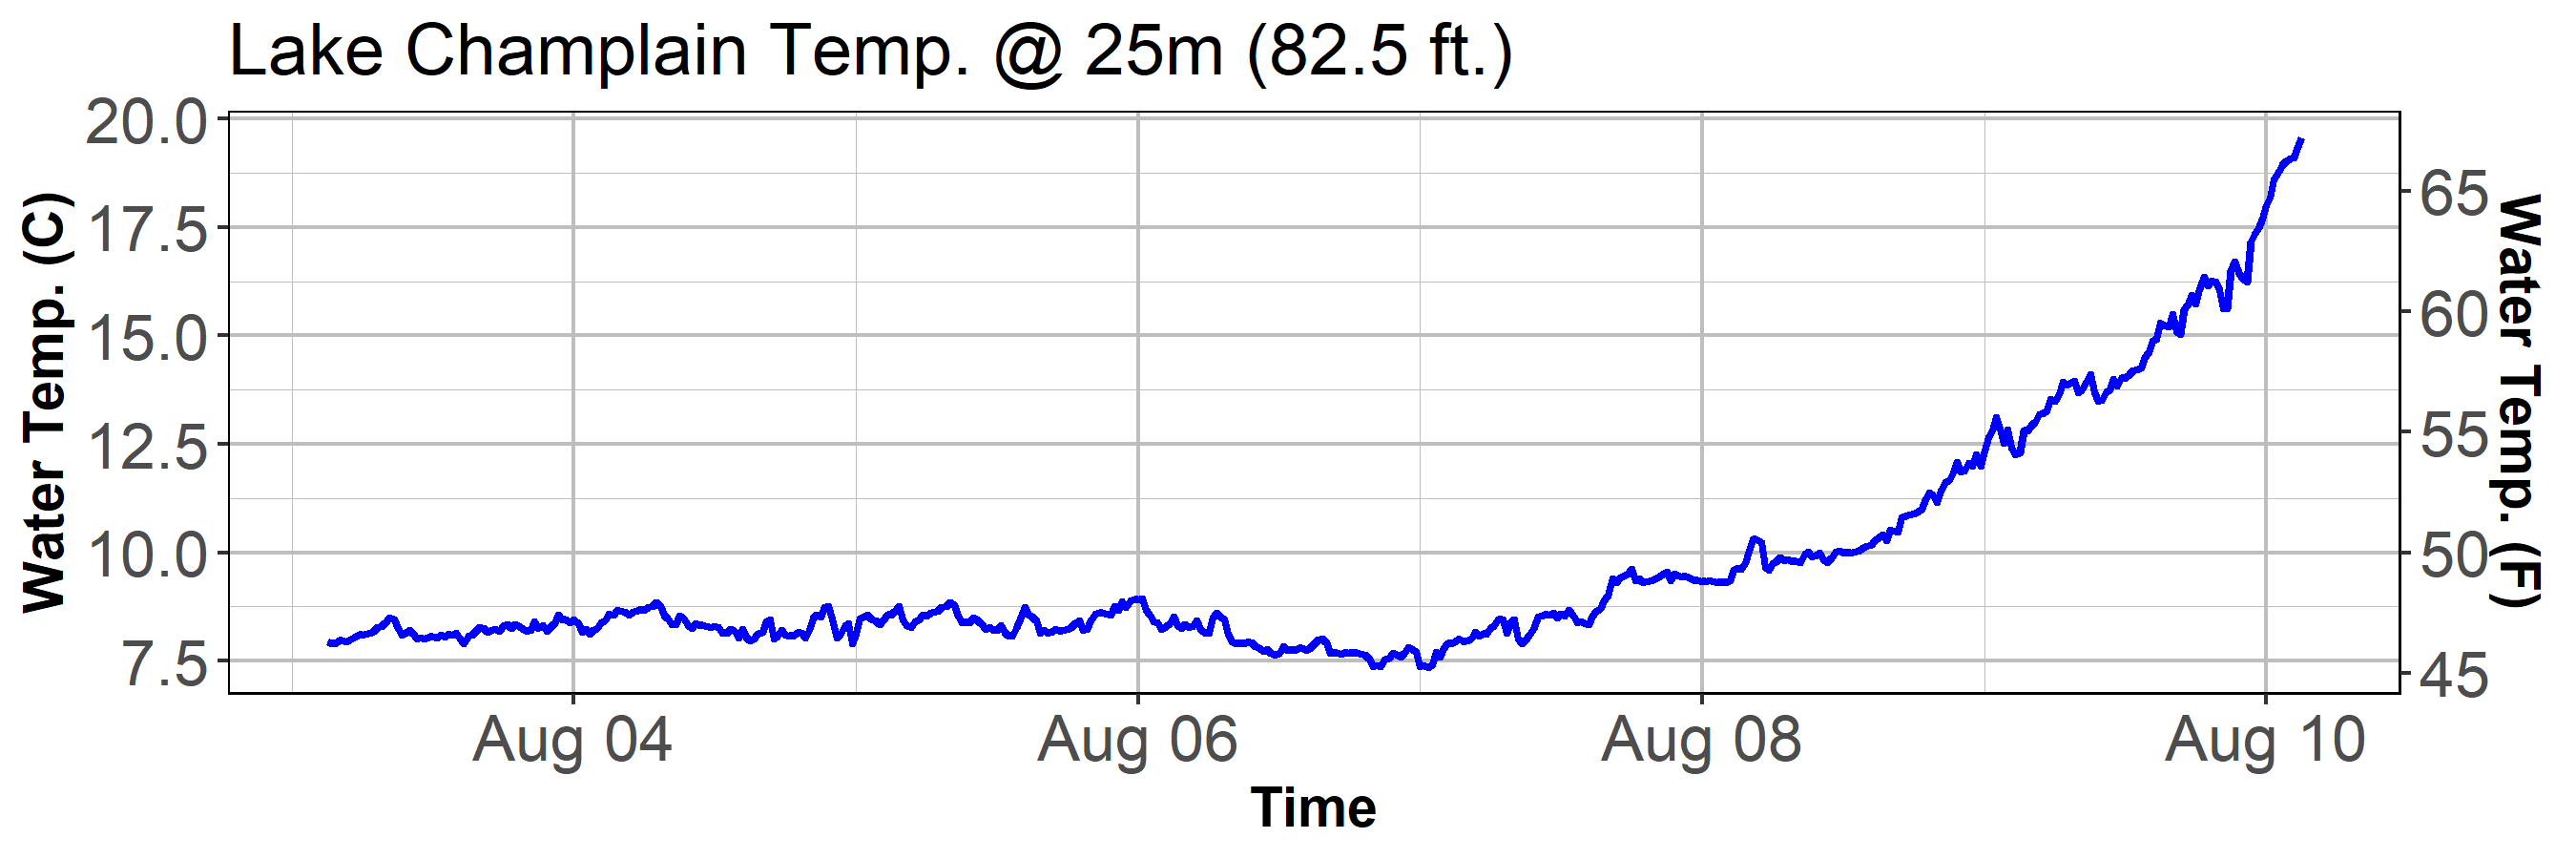 Lake Champlain Temp. @ 25m (82.5 ft.)
Water Temp. (C)
20.0
17.5
15.0
12.5
10.0
7.5
65
60
55
50
45
Water Temp. (F)
Aug 04 Aug 06 Aug 08 Aug 10
Time